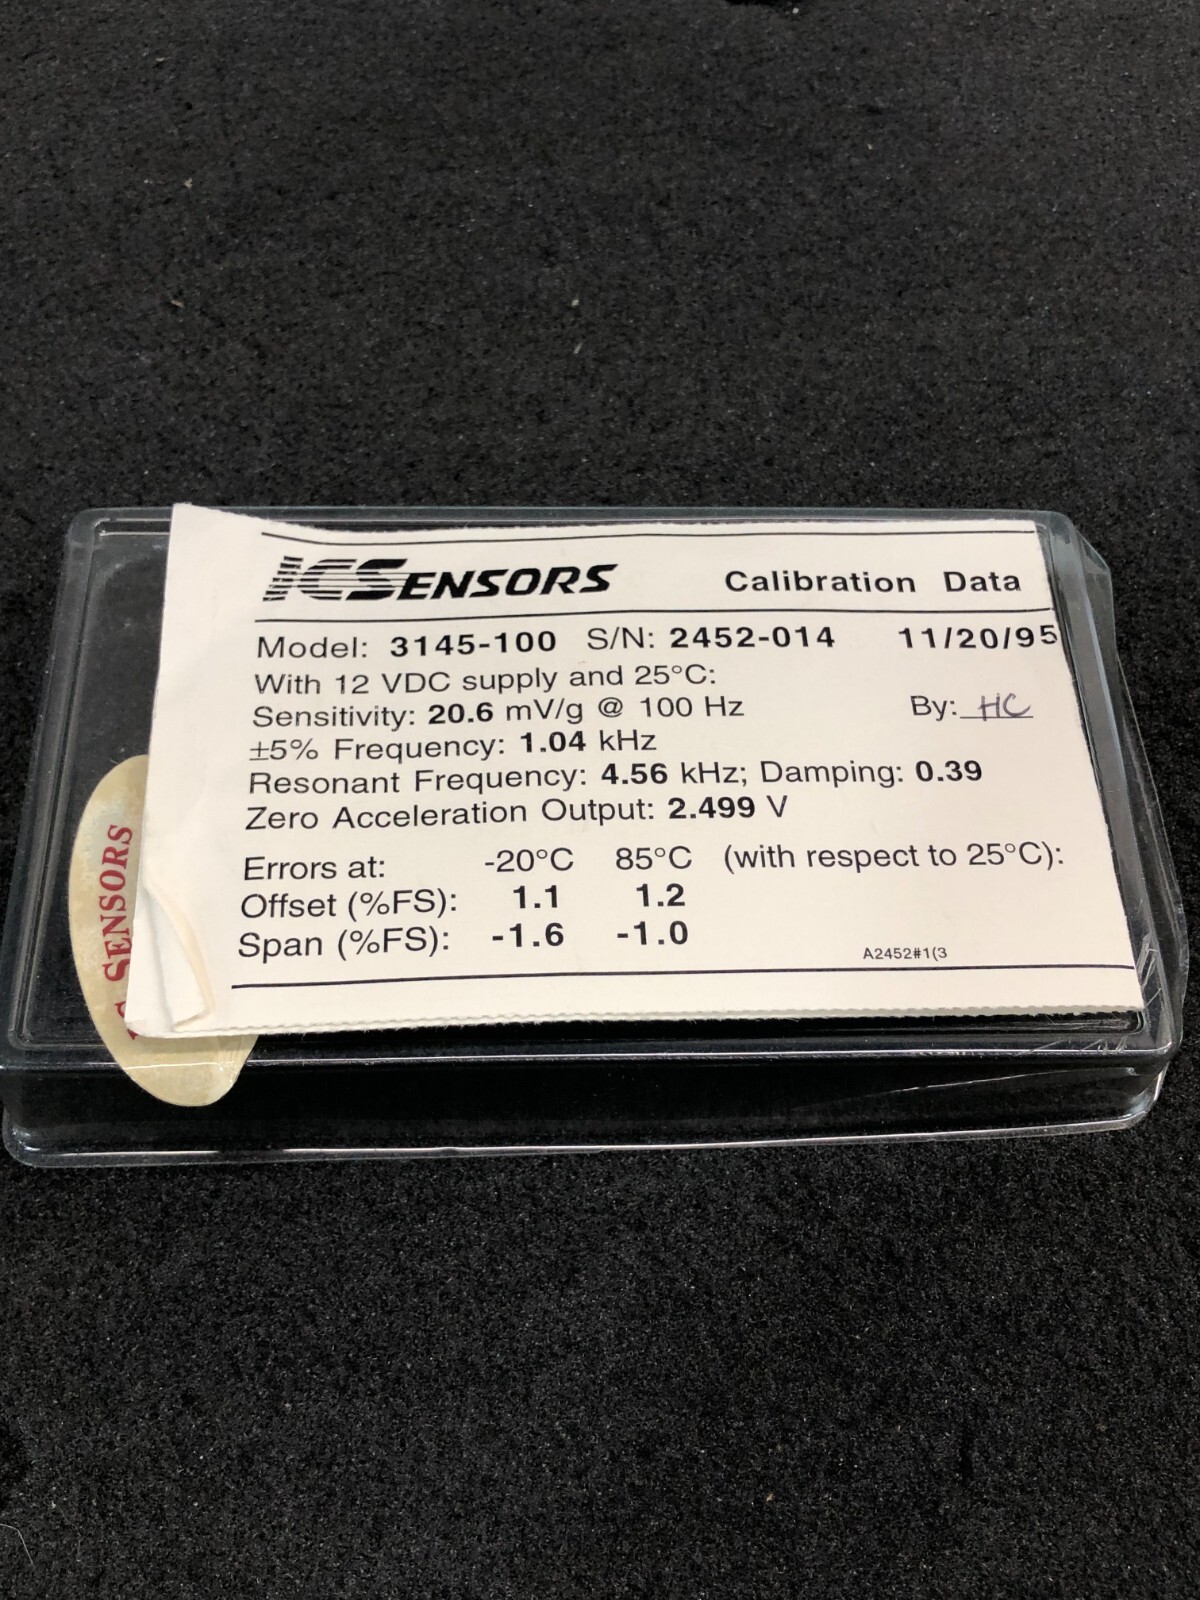 ICSENSORS Calibration Data
Model: 3145-100 S/N: 2452-014 11/20/95
With 12 VDC supply and 25°C:
Sensitivity: 20.6 mV/g @ 100 Hz By: HC
±5% Frequency: 1.04 kHz
Resonant Frequency: 4.56 kHz; Damping: 0.39
Zero Acceleration Output: 2.499 V
Errors at: -20°C 85°C (with respect to 25°C):
Offset (%FS): 1.1 1.2
Span (%FS): -1.6 -1.0
A2452#1(3
SENSORS